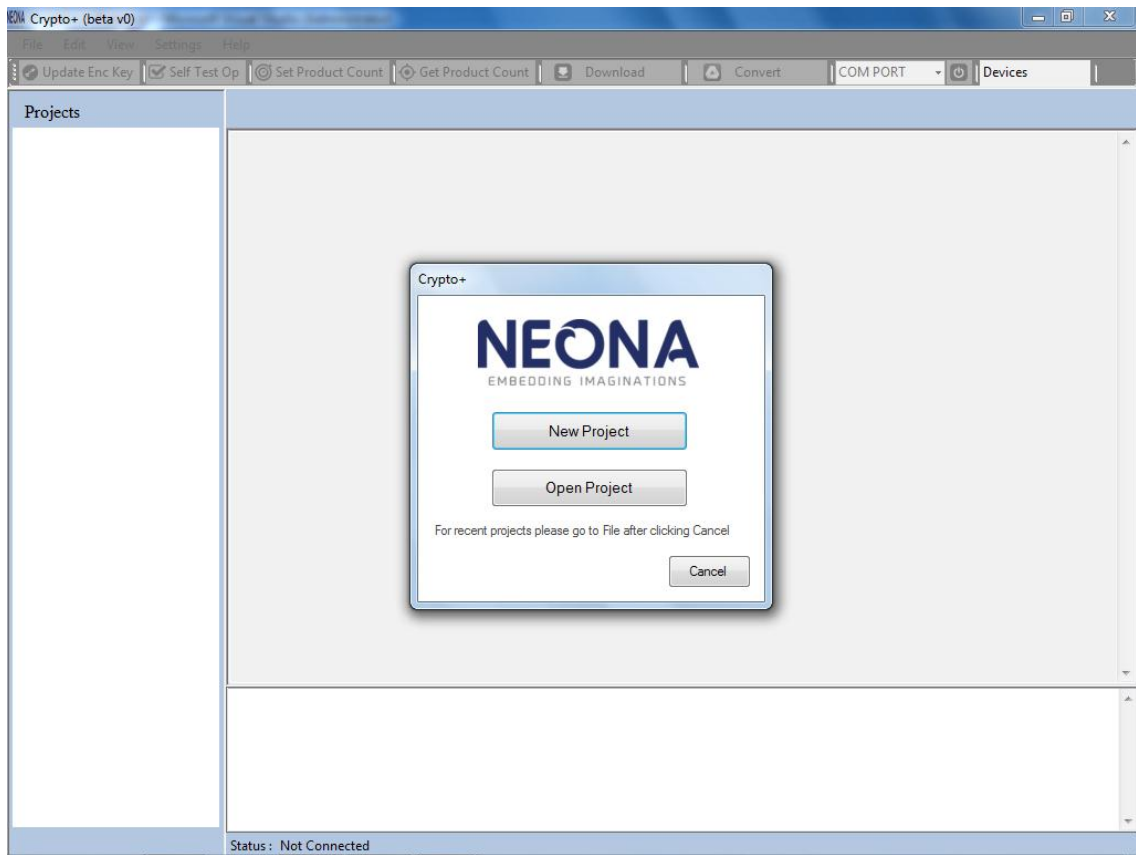 NEONA Crypto+ (beta v0)
File Edit View Settings Help
Update Enc Key Self Test Op Set Product Count Get Product Count Download Convert COM PORT Devices
Projects
Crypto+
NEONA
EMBEDDING IMAGINATIONS
New Project
Open Project
For recent projects please go to File after clicking Cancel
Cancel
Status : Not Connected